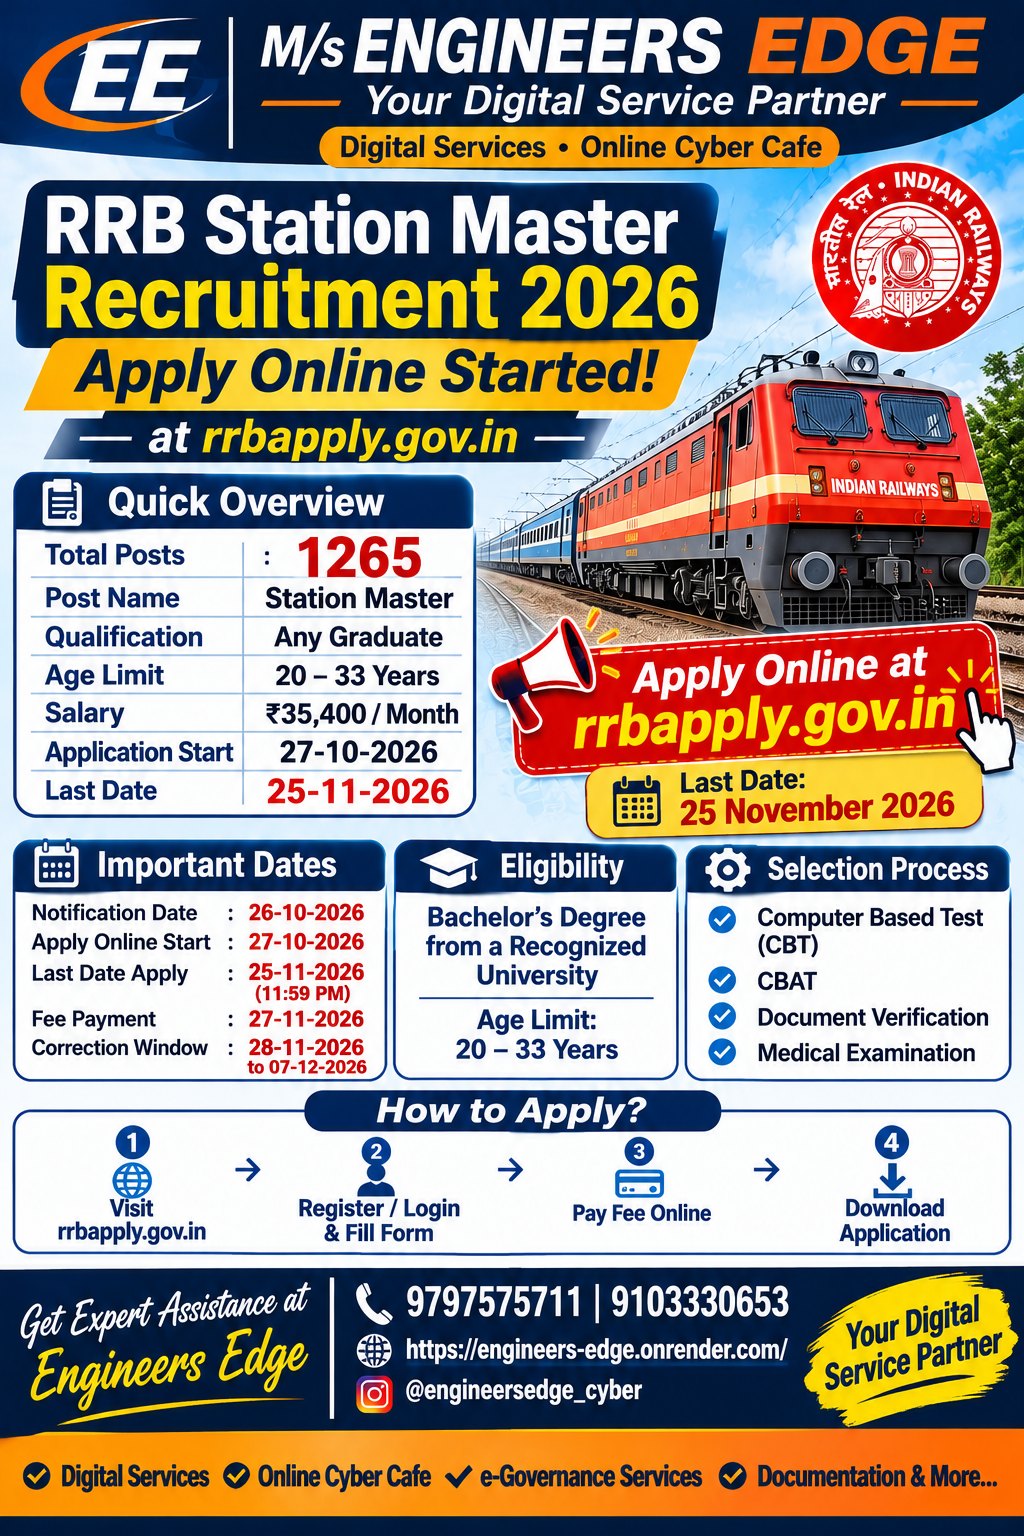 EE
M/s ENGINEERS EDGE
Your Digital Service Partner
Digital Services • Online Cyber Cafe
भारतीय रेल • INDIAN RAILWAYS
RRB Station Master
Recruitment 2026
Apply Online Started!
at rrbapply.gov.in
INDIAN RAILWAYS
Quick Overview
Total Posts : 1265
Post Name Station Master
Qualification Any Graduate
Age Limit 20 – 33 Years
Salary ₹35,400 / Month
Application Start 27-10-2026
Last Date 25-11-2026
Apply Online at
rrbapply.gov.in
Last Date:
25 November 2026
Important Dates
Notification Date : 26-10-2026
Apply Online Start : 27-10-2026
Last Date Apply : 25-11-2026
(11:59 PM)
Fee Payment : 27-11-2026
Correction Window : 28-11-2026
to 07-12-2026
Eligibility
Bachelor's Degree
from a Recognized
University
Age Limit:
20 – 33 Years
Selection Process
Computer Based Test
(CBT)
CBAT
Document Verification
Medical Examination
How to Apply?
1
Visit
rrbapply.gov.in
2
Register / Login
& Fill Form
3
Pay Fee Online
4
Download
Application
Get Expert Assistance at
Engineers Edge
9797575711 | 9103330653
https://engineers-edge.onrender.com/
@engineersedge_cyber
Your Digital
Service Partner
Digital Services Online Cyber Cafe e-Governance Services Documentation & More...